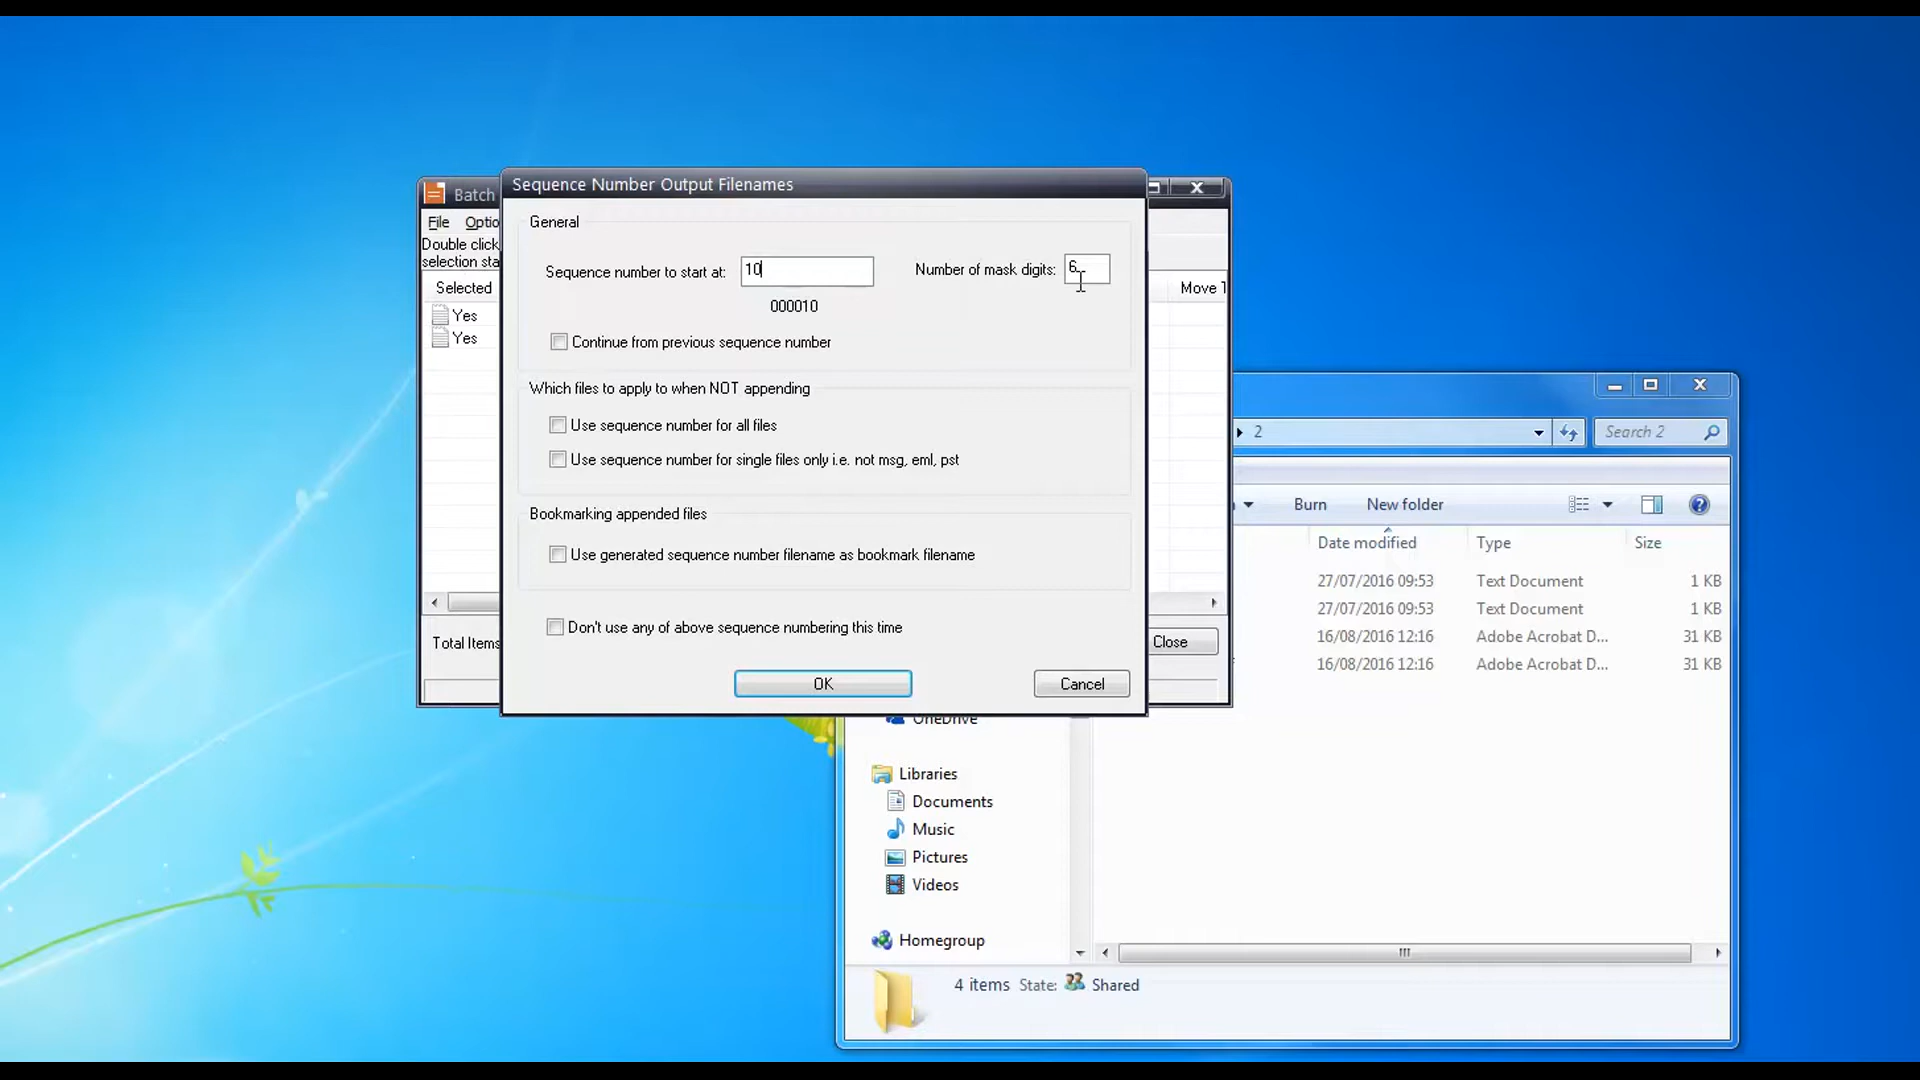 Sequence Number Output Filenames
Batch
File Optio
Double click
selection sta
Selected
Move T
Yes
Yes
Total Items
Close
General
Sequence number to start at: 10
Number of mask digits: 6
000010
Continue from previous sequence number
Which files to apply to when NOT appending
Use sequence number for all files
Use sequence number for single files only i.e. not msg, eml, pst
Bookmarking appended files
Use generated sequence number filename as bookmark filename
Don't use any of above sequence numbering this time
OK Cancel
2
Search 2
Burn New folder
Date modified Type Size
27/07/2016 09:53 Text Document 1 KB
27/07/2016 09:53 Text Document 1 KB
16/08/2016 12:16 Adobe Acrobat D... 31 KB
16/08/2016 12:16 Adobe Acrobat D... 31 KB
OneDrive
Libraries
Documents
Music
Pictures
Videos
Homegroup
4 items State: Shared